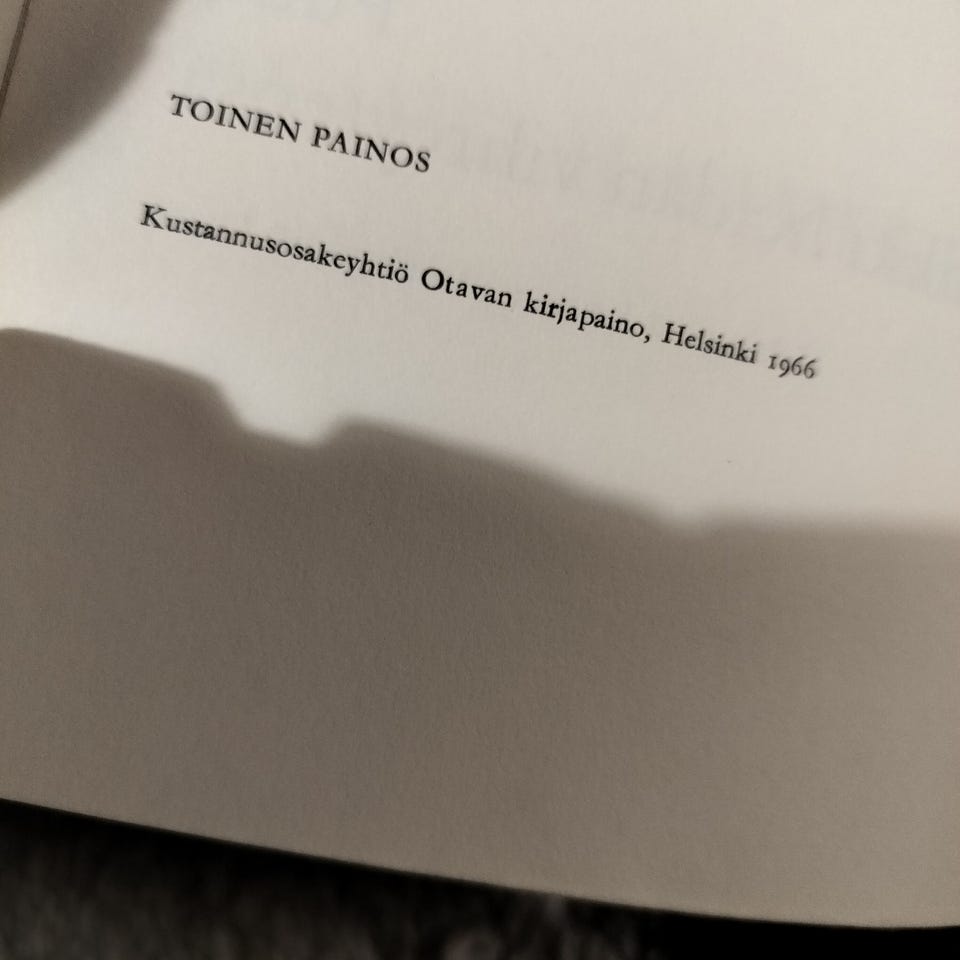 TOINEN PAINOS
Kustannusosakeyhtiö Otavan kirjapaino, Helsinki 1966